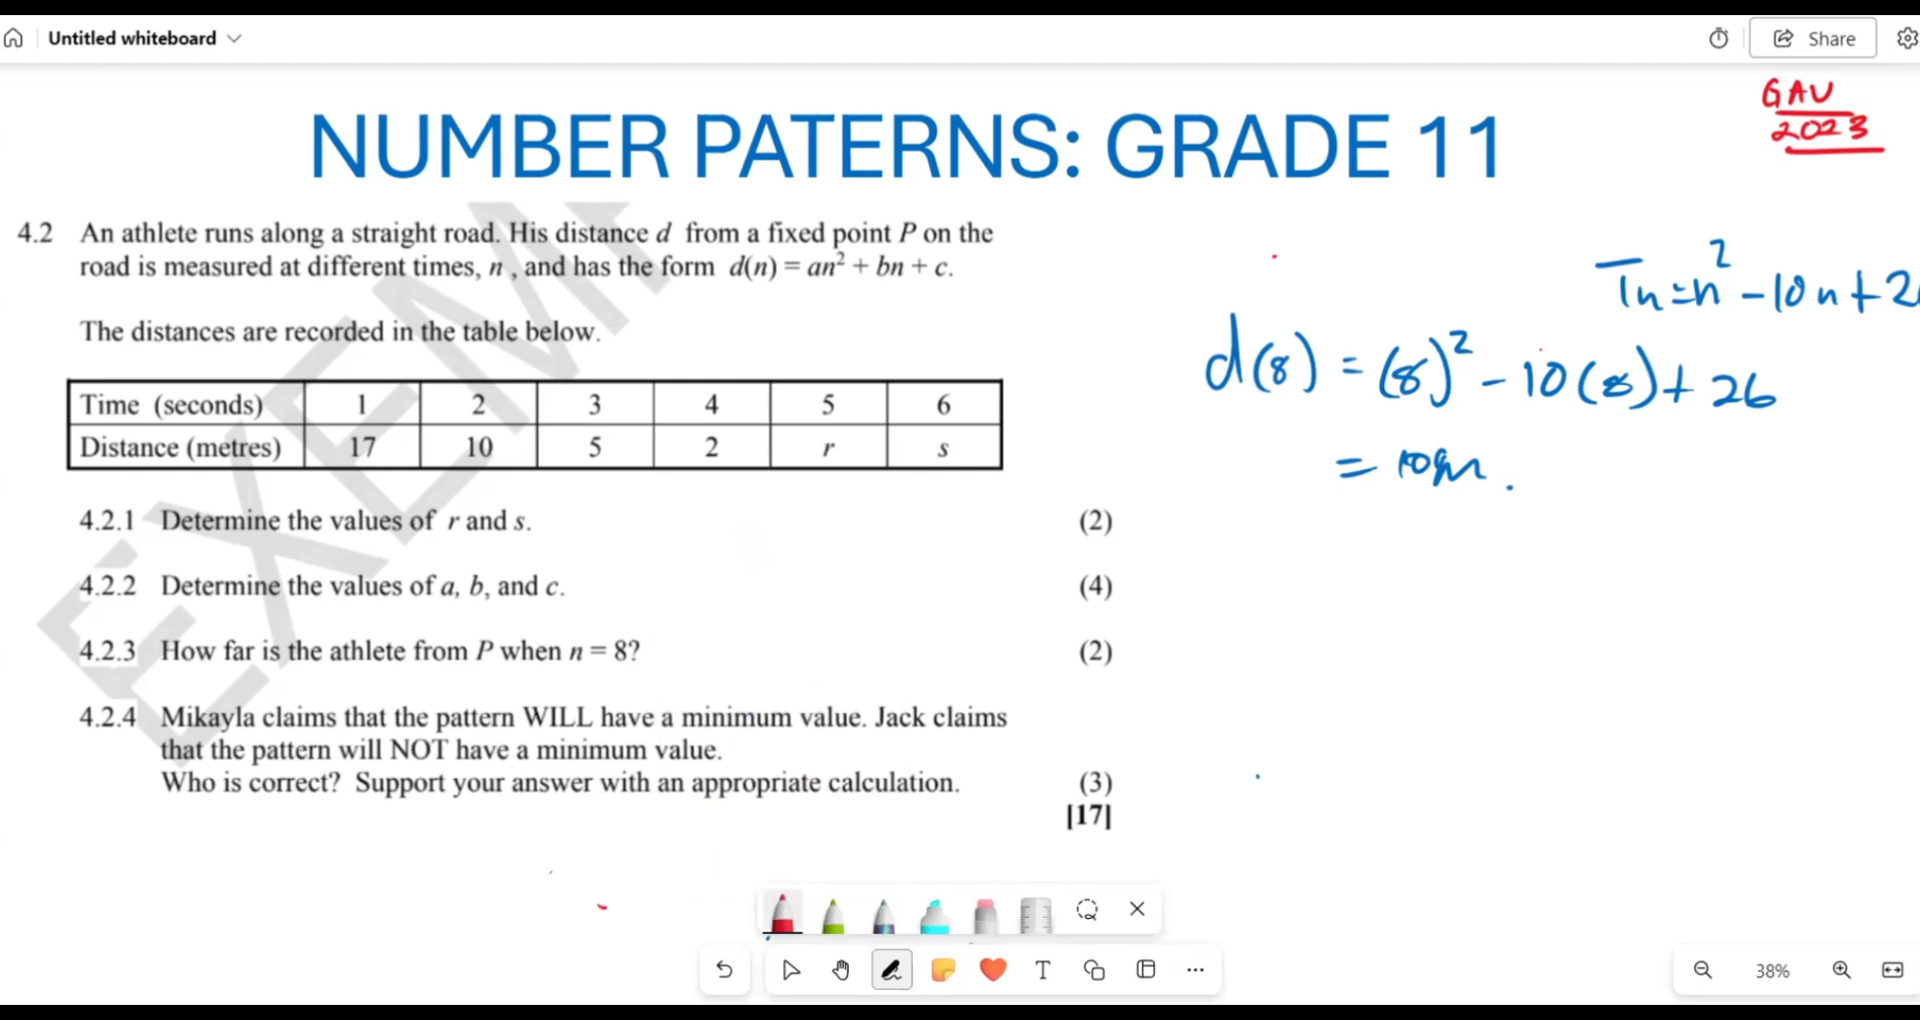 Untitled whiteboard
Share
GAU
2023
NUMBER PATERNS: GRADE 11
4.2 An athlete runs along a straight road. His distance d from a fixed point P on the
road is measured at different times, n , and has the form d(n) = an² + bn + c.
The distances are recorded in the table below.
Time (seconds) 1 2 3 4 5 6
Distance (metres) 17 10 5 2 r s
4.2.1 Determine the values of r and s. (2)
4.2.2 Determine the values of a, b, and c. (4)
4.2.3 How far is the athlete from P when n = 8? (2)
4.2.4 Mikayla claims that the pattern WILL have a minimum value. Jack claims
that the pattern will NOT have a minimum value.
Who is correct? Support your answer with an appropriate calculation. (3)
[17]
Tn = n² - 10n + 2
d(8) = (8)² - 10(8) + 26
= 10m.
EXEM
T
38%